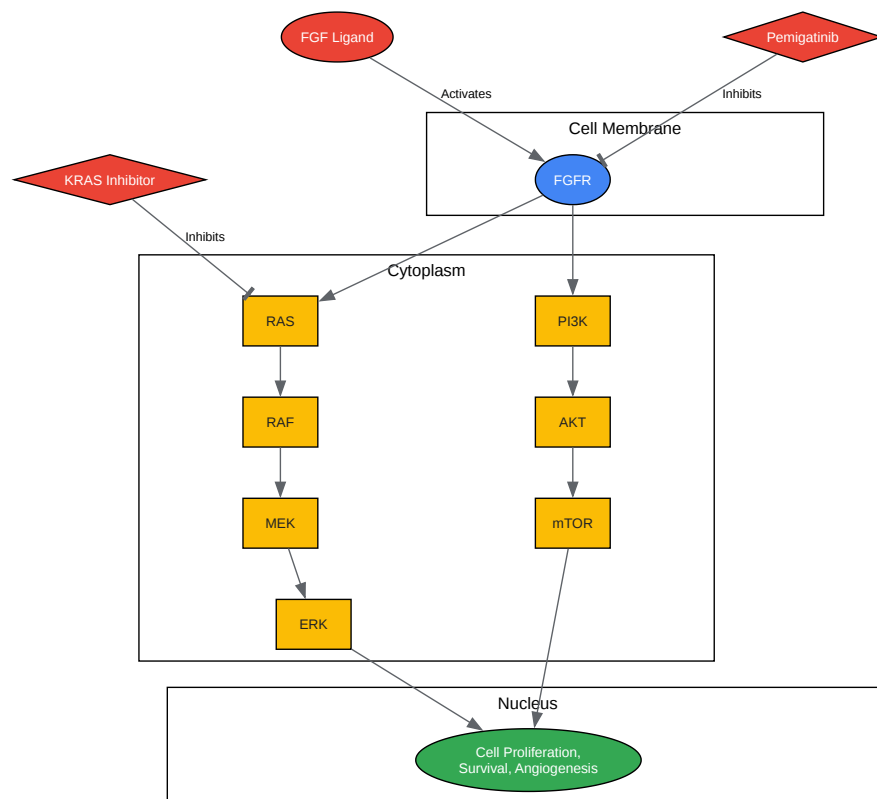 FGF Ligand
Pemigatinib
Activates
Inhibits
Cell Membrane
KRAS Inhibitor
FGFR
Inhibits
Cytoplasm
RAS
PI3K
RAF
AKT
MEK
mTOR
ERK
Nucleus
Cell Proliferation,
Survival, Angiogenesis